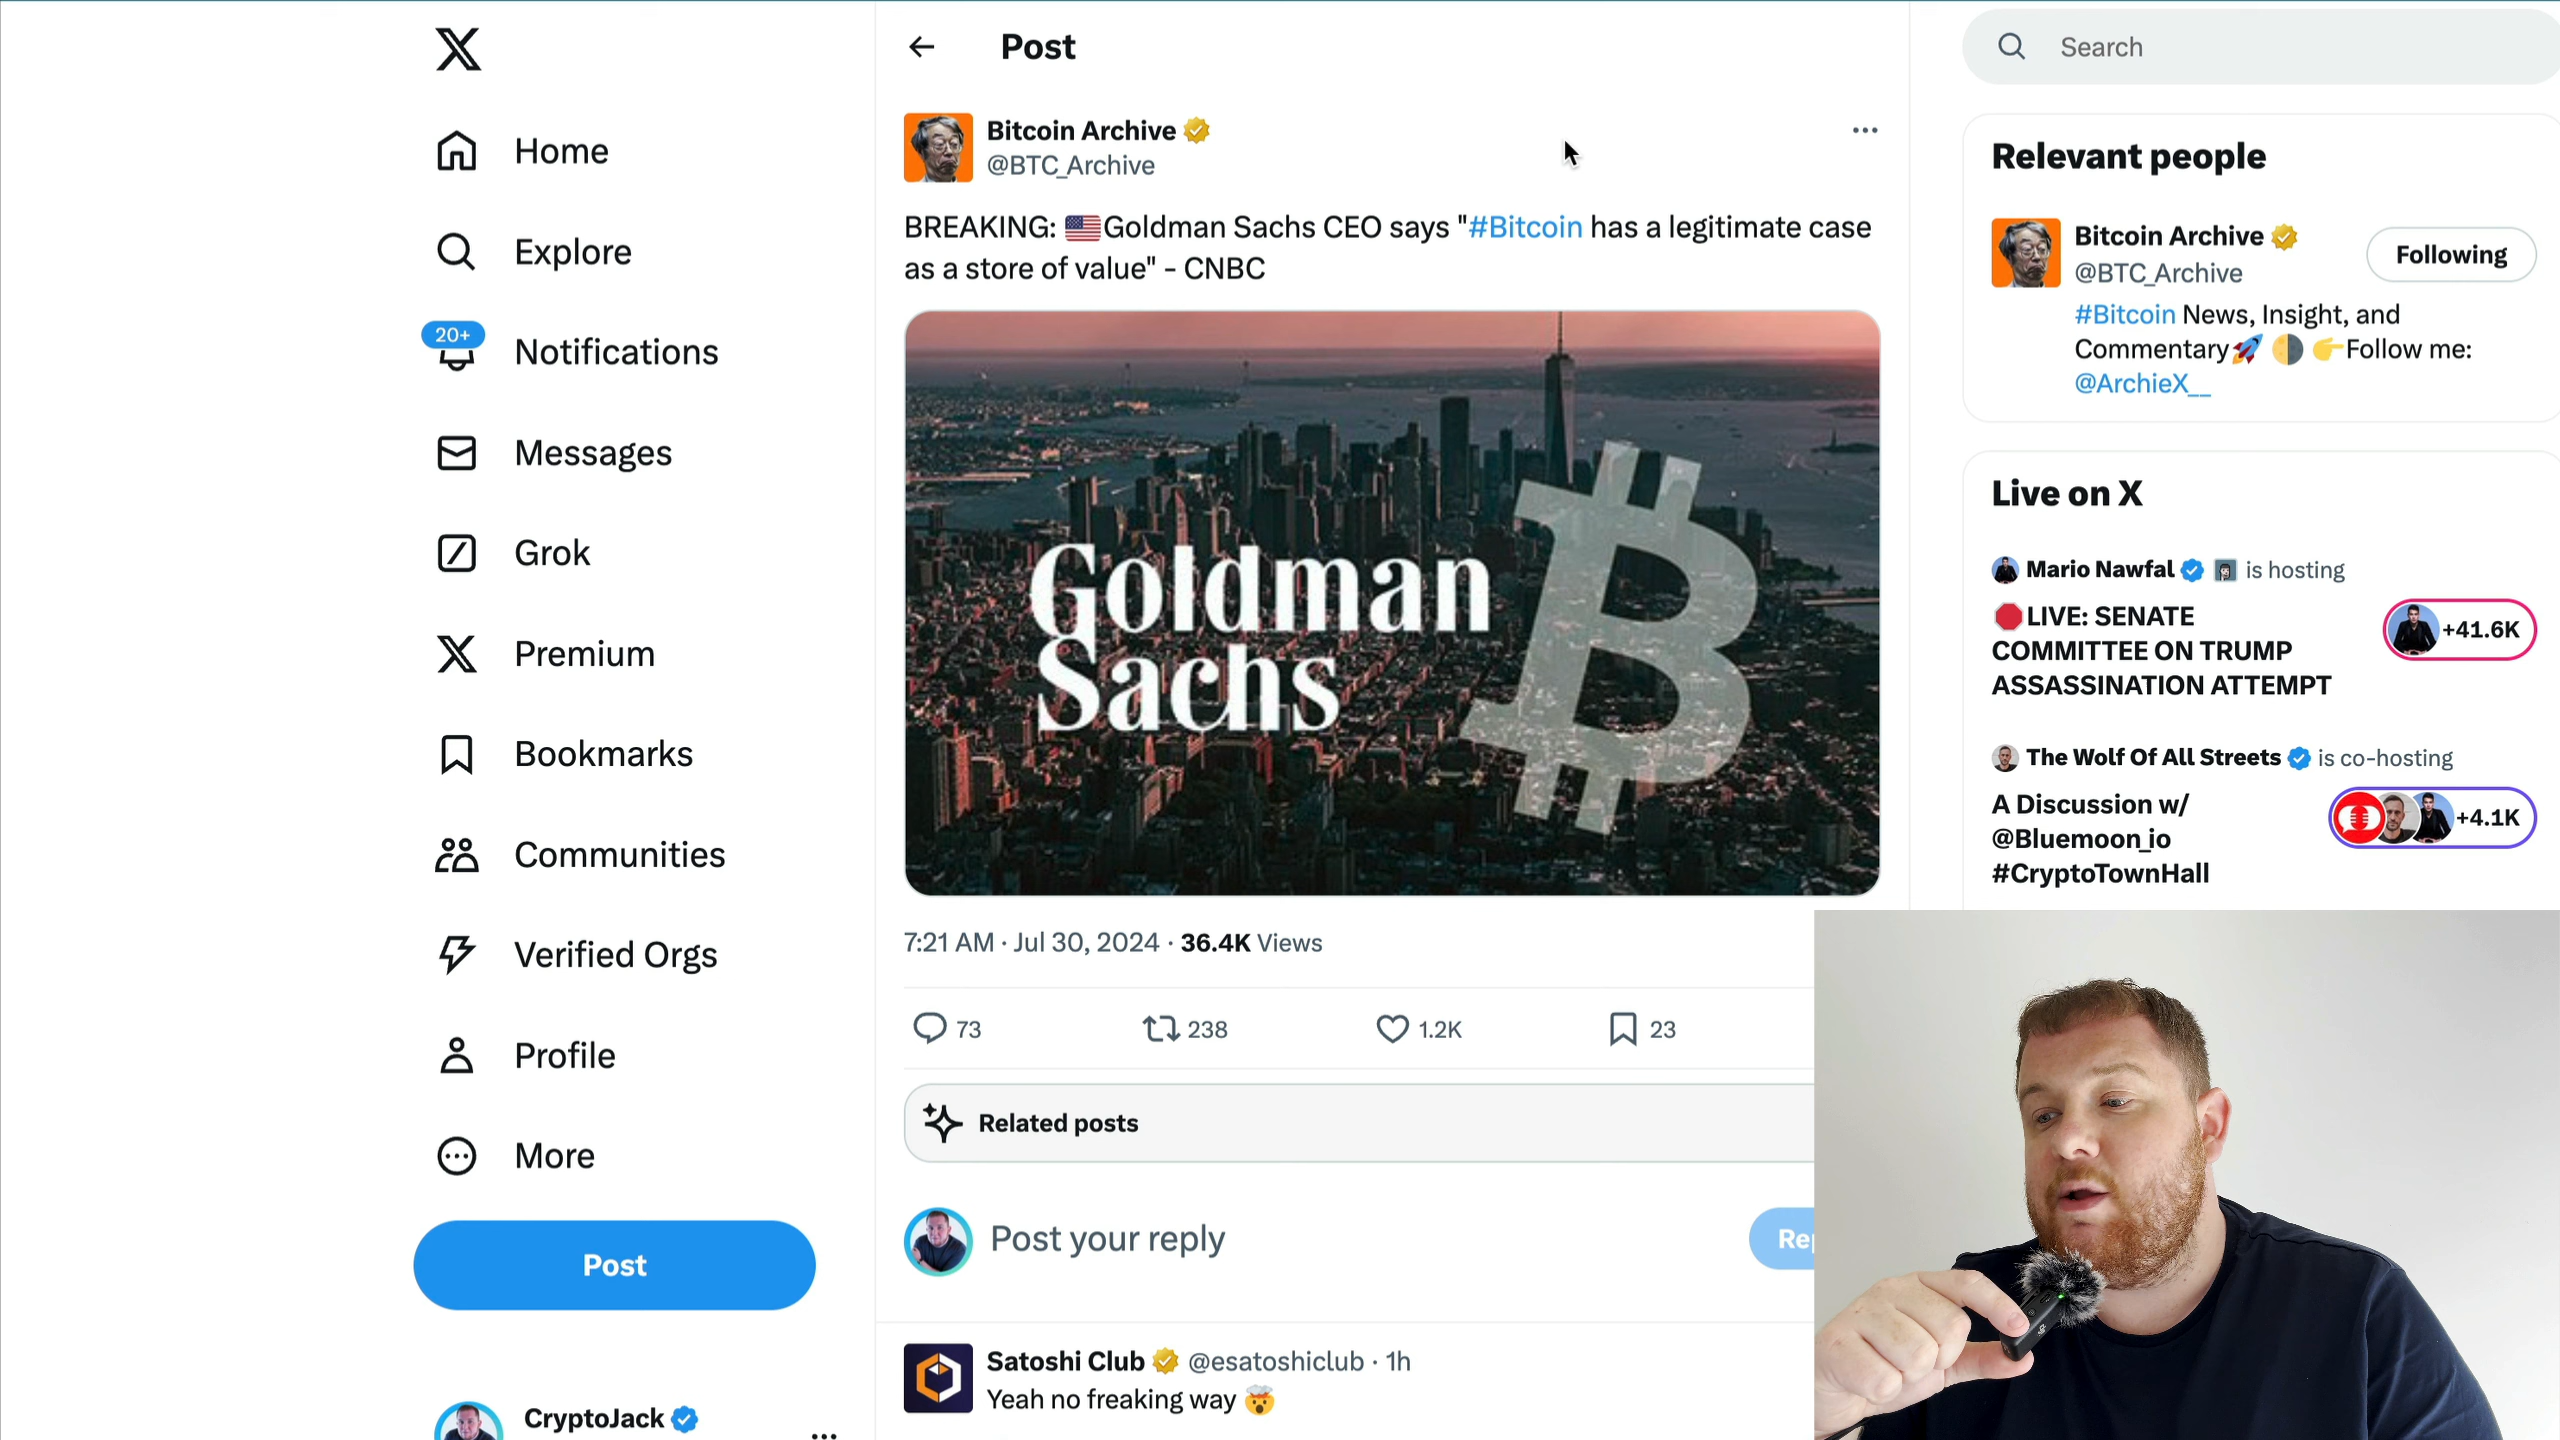 Home
Explore
20+
Notifications
Messages
Grok
Premium
Bookmarks
Communities
Verified Orgs
Profile
More
Post
CryptoJack
Post
Bitcoin Archive
@BTC_Archive
BREAKING: 🇺🇸Goldman Sachs CEO says "#Bitcoin has a legitimate case
as a store of value" - CNBC
Goldman
Sachs
7:21 AM · Jul 30, 2024 · 36.4K Views
73 238 1.2K 23
Related posts
Post your reply
Satoshi Club @esatoshiclub · 1h
Yeah no freaking way 🤯
Search
Relevant people
Bitcoin Archive
@BTC_Archive
Following
#Bitcoin News, Insight, and
Commentary🚀 🌗 👉Follow me:
@ArchieX__
Live on X
Mario Nawfal is hosting
🛑LIVE: SENATE
COMMITTEE ON TRUMP
ASSASSINATION ATTEMPT
+41.6K
The Wolf Of All Streets is co-hosting
A Discussion w/
@Bluemoon_io
#CryptoTownHall
+4.1K